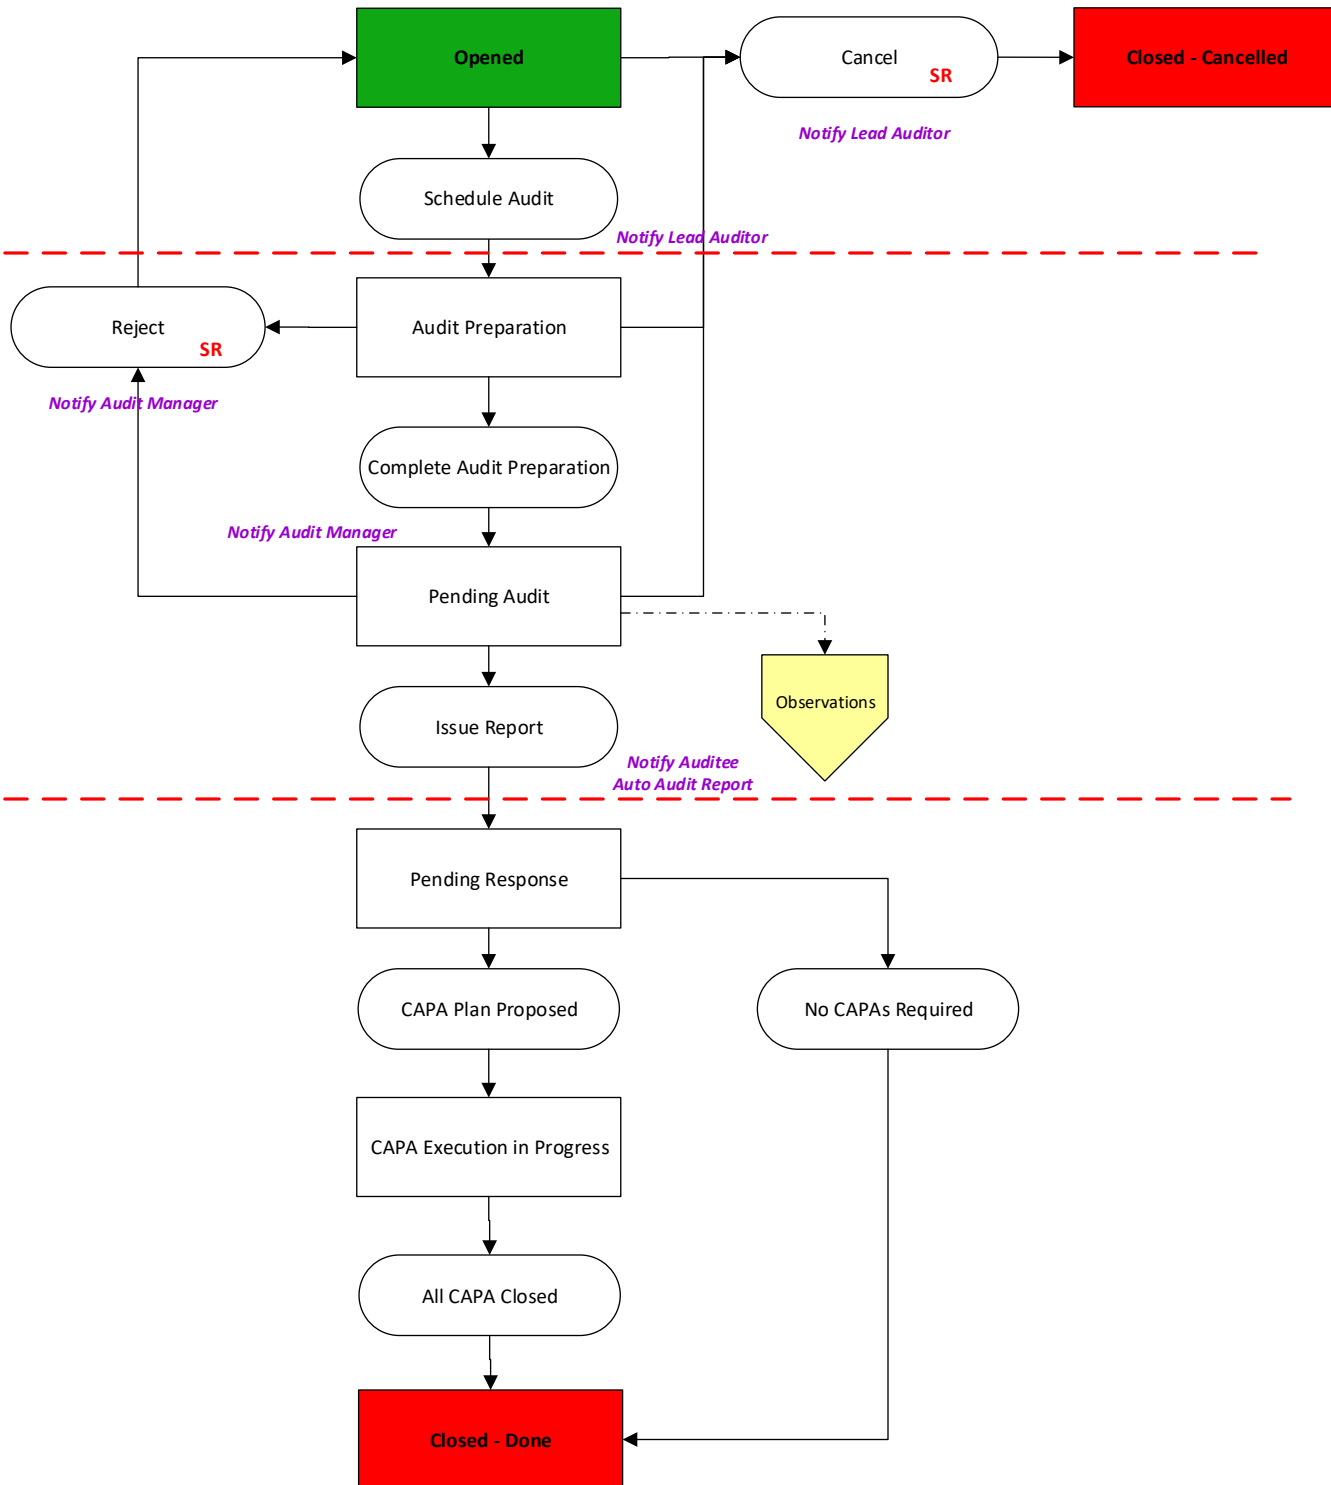 Opened
Cancel
SR
Closed - Cancelled
Notify Lead Auditor
Schedule Audit
Notify Lead Auditor
Reject
SR
Audit Preparation
Notify Audit Manager
Complete Audit Preparation
Notify Audit Manager
Pending Audit
Observations
Issue Report
Notify Auditee
Auto Audit Report
Pending Response
CAPA Plan Proposed
No CAPAs Required
CAPA Execution in Progress
All CAPA Closed
Closed - Done